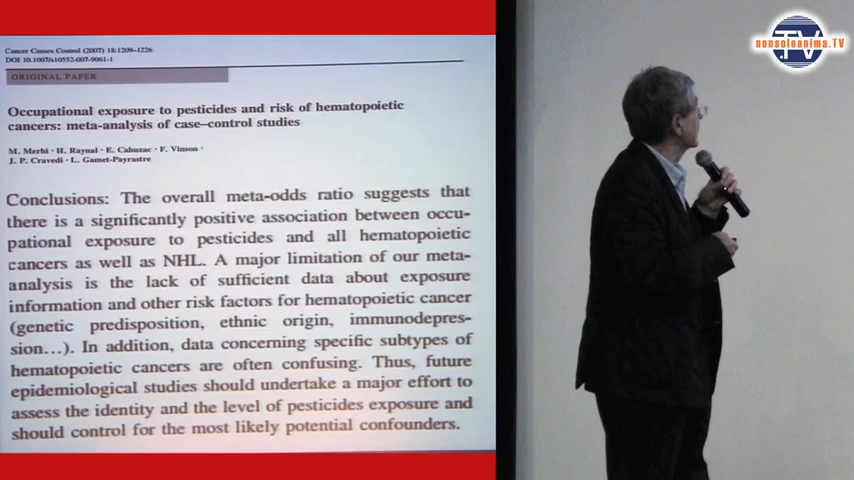 Cancer Causes Control (2007) 18:1209–1226
DOI 10.1007/s10552-007-9061-1
ORIGINAL PAPER
Occupational exposure to pesticides and risk of hematopoietic
cancers: meta-analysis of case–control studies
M. Merhi · H. Raynal · E. Cahuzac · F. Vinson ·
J. P. Cravedi · L. Gamet-Payrastre
Conclusions: The overall meta-odds ratio suggests that
there is a significantly positive association between occu-
pational exposure to pesticides and all hematopoietic
cancers as well as NHL. A major limitation of our meta-
analysis is the lack of sufficient data about exposure
information and other risk factors for hematopoietic cancer
(genetic predisposition, ethnic origin, immunodepres-
sion…). In addition, data concerning specific subtypes of
hematopoietic cancers are often confusing. Thus, future
epidemiological studies should undertake a major effort to
assess the identity and the level of pesticides exposure and
should control for the most likely potential confounders.
TV
nonsoloanima.TV